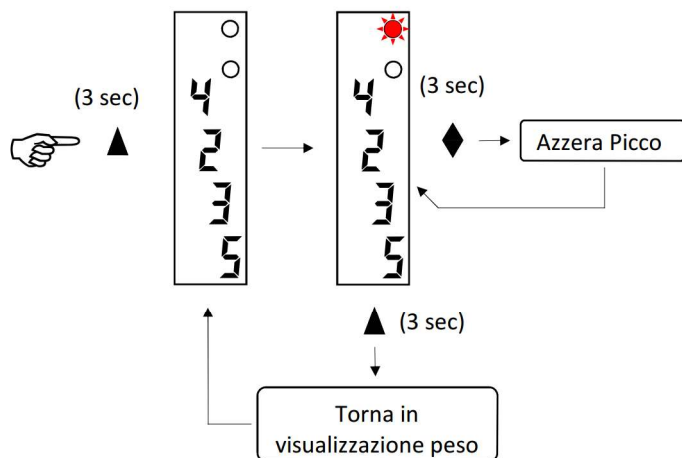 (3 sec)
4
2
3
5
4
2
3
5
(3 sec)
Azzera Picco
(3 sec)
Torna in
visualizzazione peso